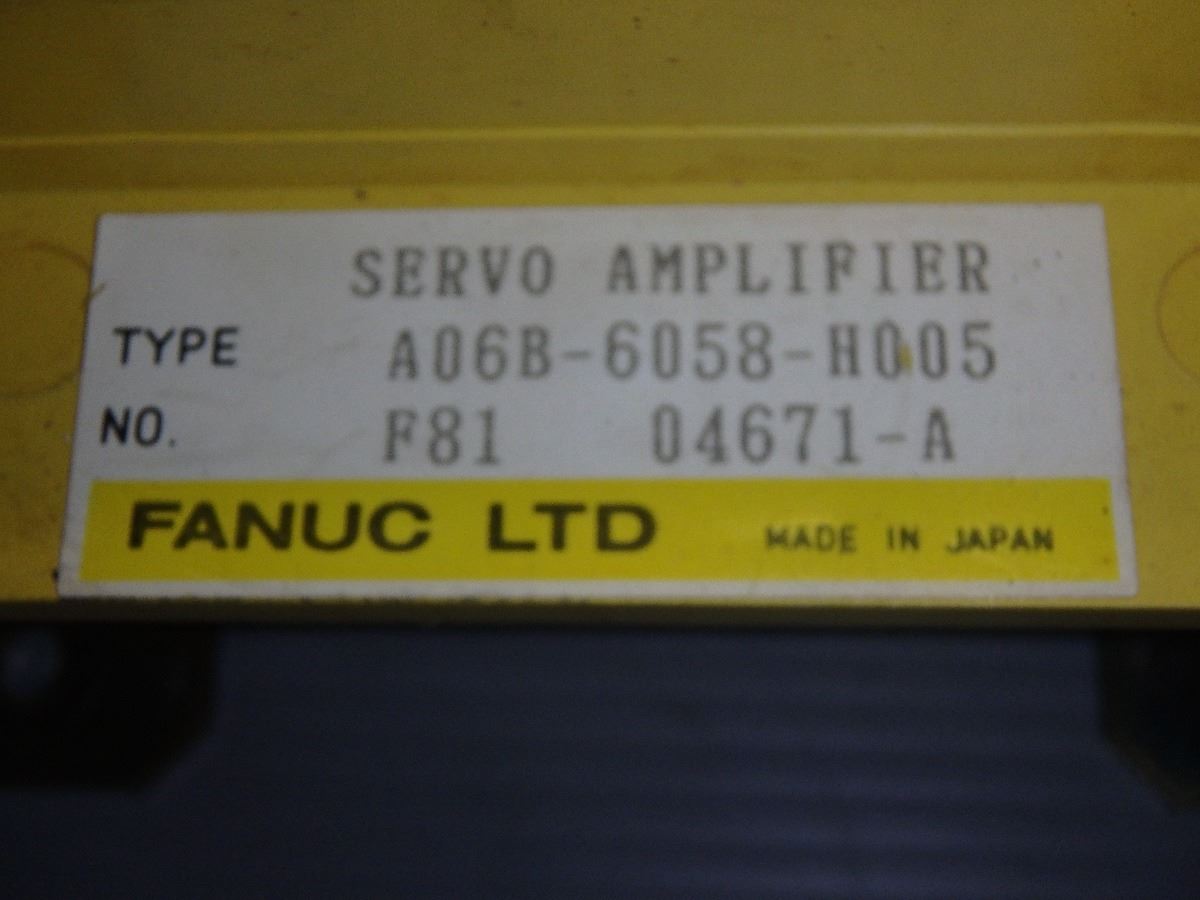 SERVO AMPLIFIER
TYPE A06B-6058-H005
NO. F81 04671-A
FANUC LTD MADE IN JAPAN